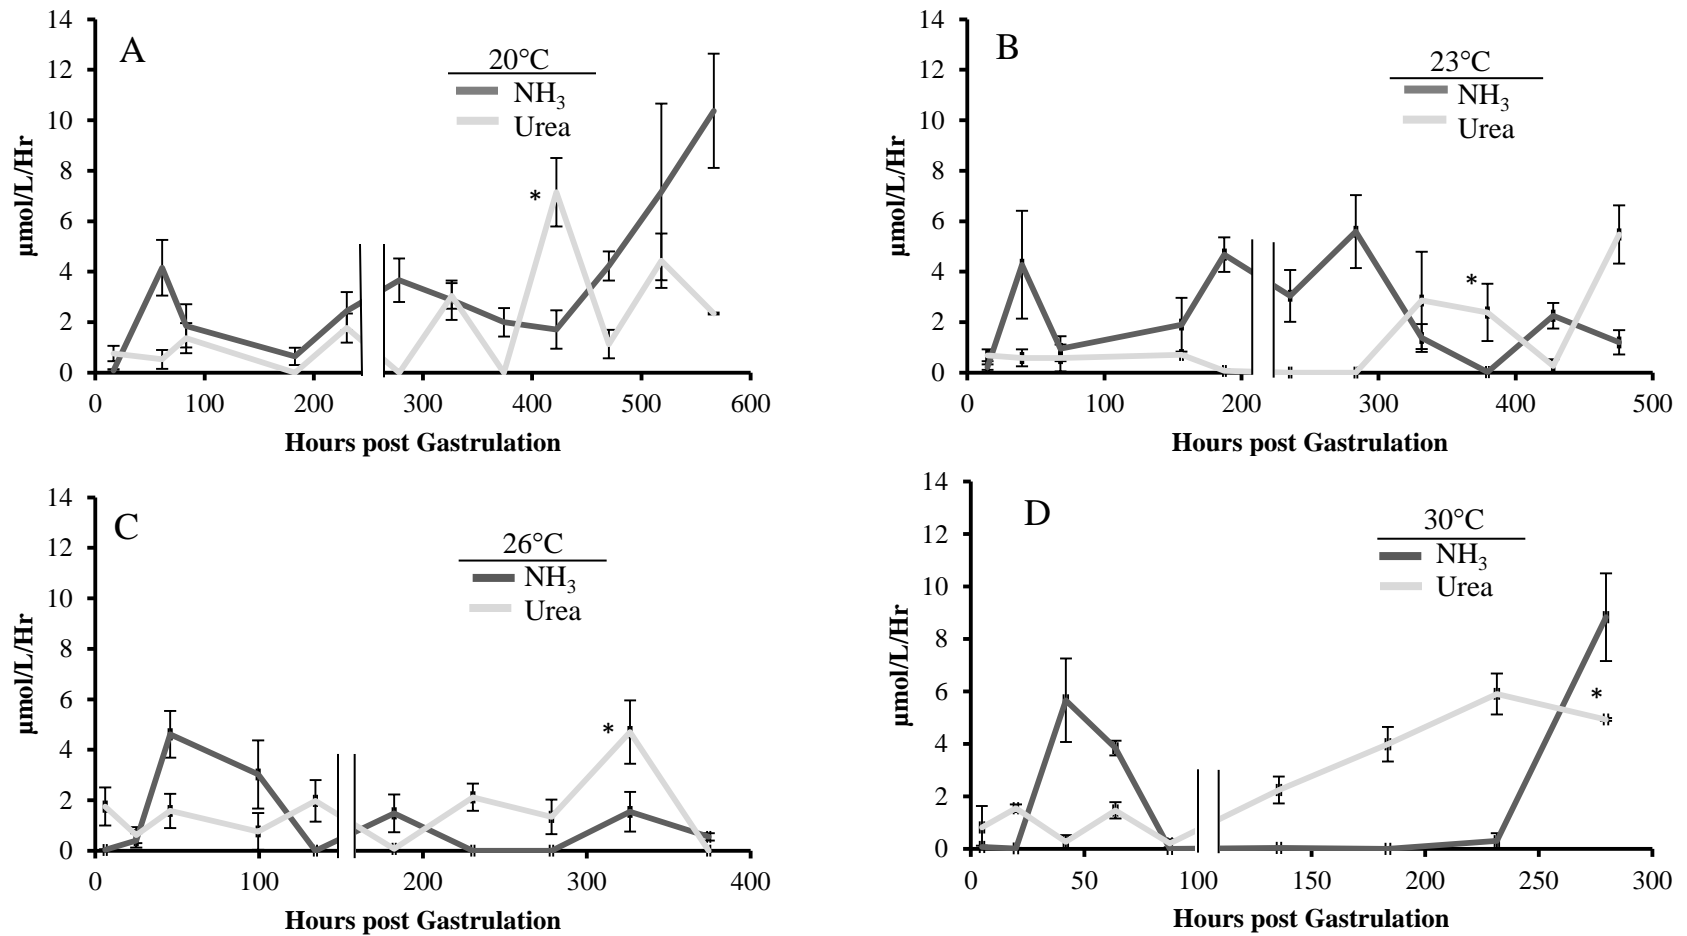 A
20°C
NH₃
Urea
µmol/L/Hr
14
12
10
8
6
4
2
0
*
0 100 200 300 400 500 600
Hours post Gastrulation
B
23°C
NH₃
Urea
µmol/L/Hr
14
12
10
8
6
4
2
0
*
0 100 200 300 400 500
Hours post Gastrulation
C
26°C
NH₃
Urea
µmol/L/Hr
14
12
10
8
6
4
2
0
*
0 100 200 300 400
Hours post Gastrulation
D
30°C
NH₃
Urea
µmol/L/Hr
14
12
10
8
6
4
2
0
*
0 50 100 150 200 250 300
Hours post Gastrulation